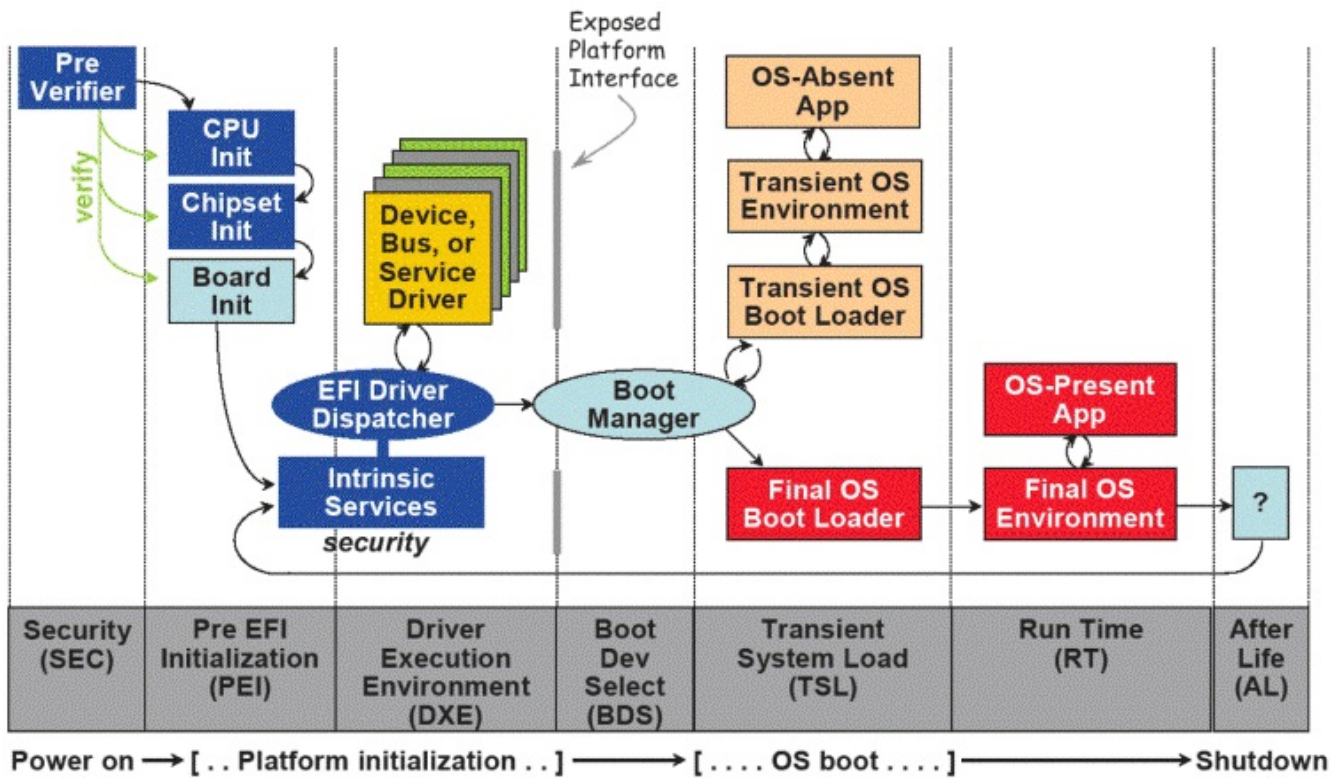 Exposed
Platform
Interface
Pre
Verifier
verify
CPU
Init
Chipset
Init
Board
Init
Device,
Bus, or
Service
Driver
EFI Driver
Dispatcher
Intrinsic
Services
security
Boot
Manager
OS-Absent
App
Transient OS
Environment
Transient OS
Boot Loader
Final OS
Boot Loader
OS-Present
App
Final OS
Environment
?
Security
(SEC)
Pre EFI
Initialization
(PEI)
Driver
Execution
Environment
(DXE)
Boot
Dev
Select
(BDS)
Transient
System Load
(TSL)
Run Time
(RT)
After
Life
(AL)
Power on → [ . . Platform initialization . . ] → [ . . . . OS boot . . . . ] → Shutdown